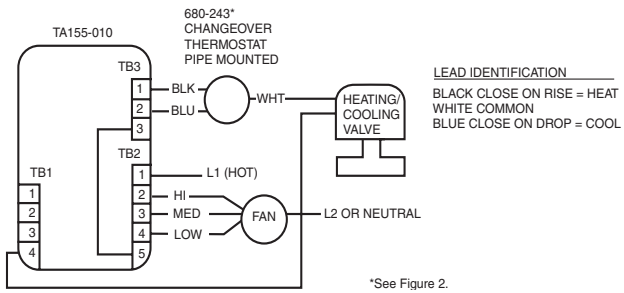 680-243*
CHANGEOVER
THERMOSTAT
PIPE MOUNTED
TA155-010
TB3
1
BLK
2
BLU
3
WHT
HEATING/
COOLING
VALVE
LEAD IDENTIFICATION
BLACK CLOSE ON RISE = HEAT
WHITE COMMON
BLUE CLOSE ON DROP = COOL
TB2
1
L1 (HOT)
2
HI
3
MED
4
LOW
5
FAN
L2 OR NEUTRAL
TB1
1
2
3
4
*See Figure 2.